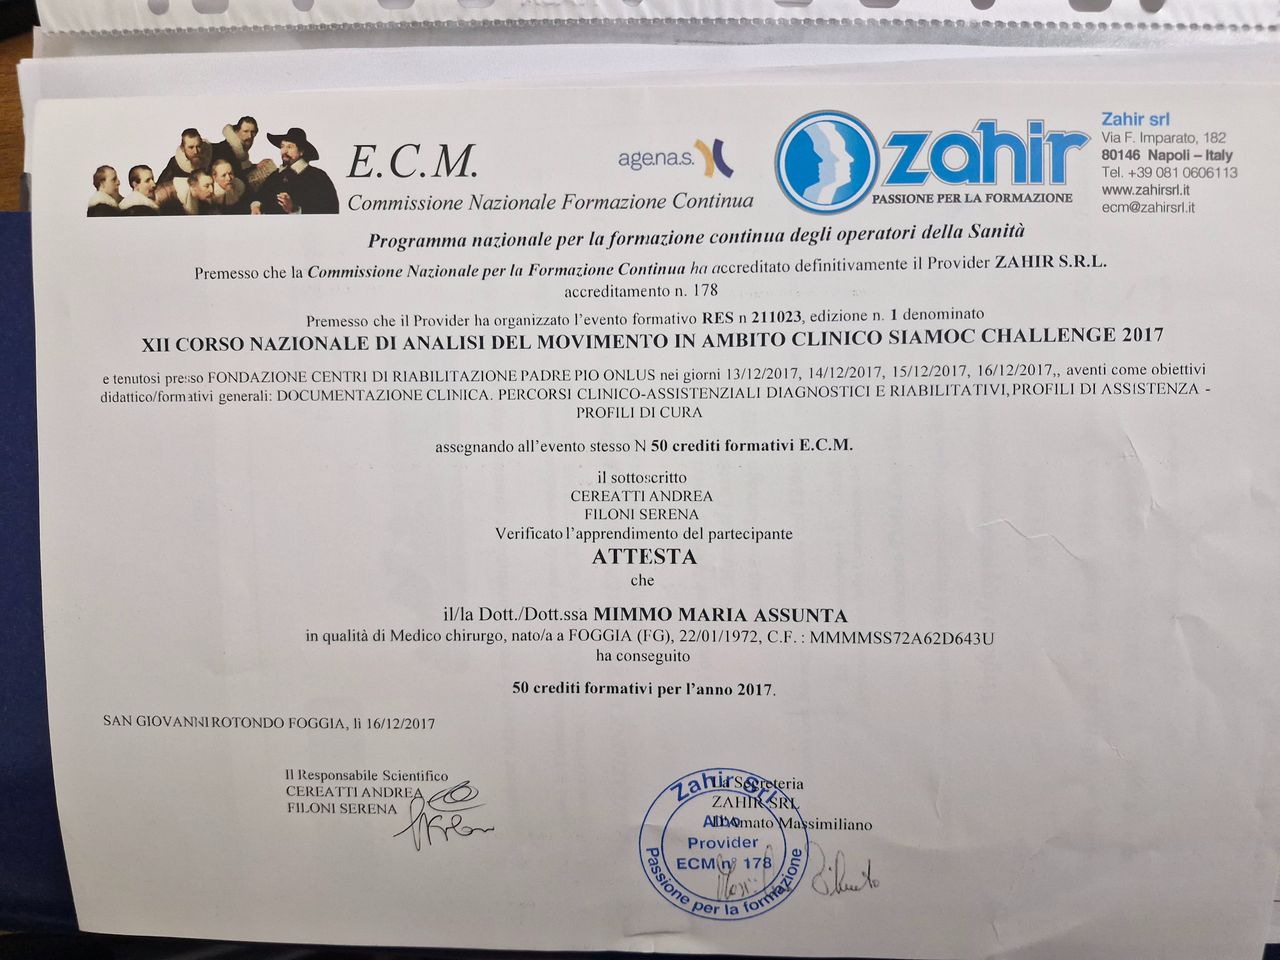 E.C.M.
Commissione Nazionale Formazione Continua
age.na.s.
zahir
PASSIONE PER LA FORMAZIONE
Zahir srl
Via F. Imparato, 182
80146 Napoli – Italy
Tel. +39 081 0606113
www.zahirsrl.it
ecm@zahirsrl.it
Programma nazionale per la formazione continua degli operatori della Sanità
Premesso che la Commissione Nazionale per la Formazione Continua ha accreditato definitivamente il Provider ZAHIR S.R.L.
accreditamento n. 178
Premesso che il Provider ha organizzato l'evento formativo RES n 211023, edizione n. 1 denominato
XII CORSO NAZIONALE DI ANALISI DEL MOVIMENTO IN AMBITO CLINICO SIAMOC CHALLENGE 2017
e tenutosi presso FONDAZIONE CENTRI DI RIABILITAZIONE PADRE PIO ONLUS nei giorni 13/12/2017, 14/12/2017, 15/12/2017, 16/12/2017,, aventi come obiettivi
didattico/formativi generali: DOCUMENTAZIONE CLINICA. PERCORSI CLINICO-ASSISTENZIALI DIAGNOSTICI E RIABILITATIVI, PROFILI DI ASSISTENZA -
PROFILI DI CURA
assegnando all'evento stesso N 50 crediti formativi E.C.M.
il sottoscritto
CEREATTI ANDREA
FILONI SERENA
Verificato l'apprendimento del partecipante
ATTESTA
che
il/la Dott./Dott.ssa MIMMO MARIA ASSUNTA
in qualità di Medico chirurgo, nato/a a FOGGIA (FG), 22/01/1972, C.F. : MMMMSS72A62D643U
ha conseguito
50 crediti formativi per l'anno 2017.
SAN GIOVANNI ROTONDO FOGGIA, lì 16/12/2017
Il Responsabile Scientifico
CEREATTI ANDREA
FILONI SERENA
La Segreteria
ZAHIR SRL
D'Amato Massimiliano
Zahir Srl
Albo
Provider
ECM n° 178
Passione per la formazione